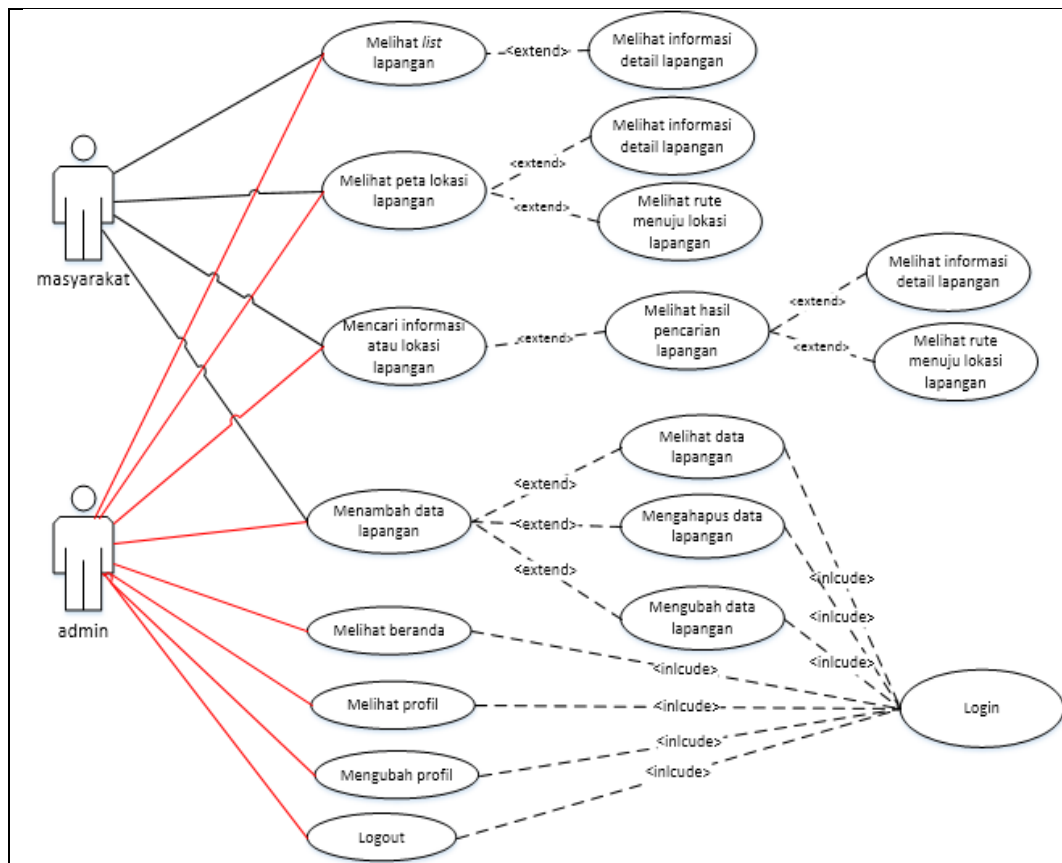 Melihat list
lapangan
<extend>
Melihat informasi
detail lapangan
masyarakat
Melihat peta lokasi
lapangan
<extend>
Melihat informasi
detail lapangan
<extend>
Melihat rute
menuju lokasi
lapangan
Mencari informasi
atau lokasi
lapangan
<extend>
Melihat hasil
pencarian
lapangan
<extend>
Melihat informasi
detail lapangan
<extend>
Melihat rute
menuju lokasi
lapangan
admin
Menambah data
lapangan
<extend>
Melihat data
lapangan
<extend>
Mengahapus data
lapangan
<extend>
Mengubah data
lapangan
<inlcude>
<inlcude>
<inlcude>
Melihat beranda
<inlcude>
Melihat profil
<inlcude>
Login
Mengubah profil
<inlcude>
Logout
<inlcude>